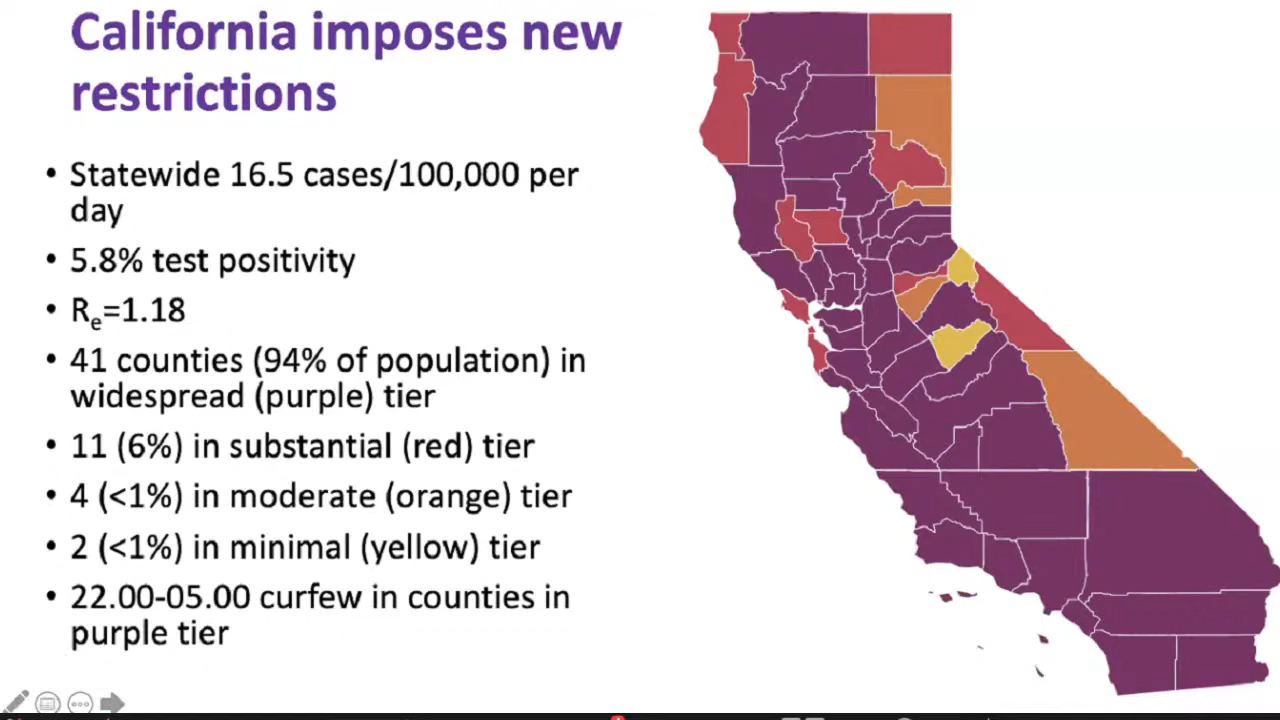 California imposes new
restrictions
• Statewide 16.5 cases/100,000 per
day
• 5.8% test positivity
• Re=1.18
• 41 counties (94% of population) in
widespread (purple) tier
• 11 (6%) in substantial (red) tier
• 4 (<1%) in moderate (orange) tier
• 2 (<1%) in minimal (yellow) tier
• 22.00-05.00 curfew in counties in
purple tier